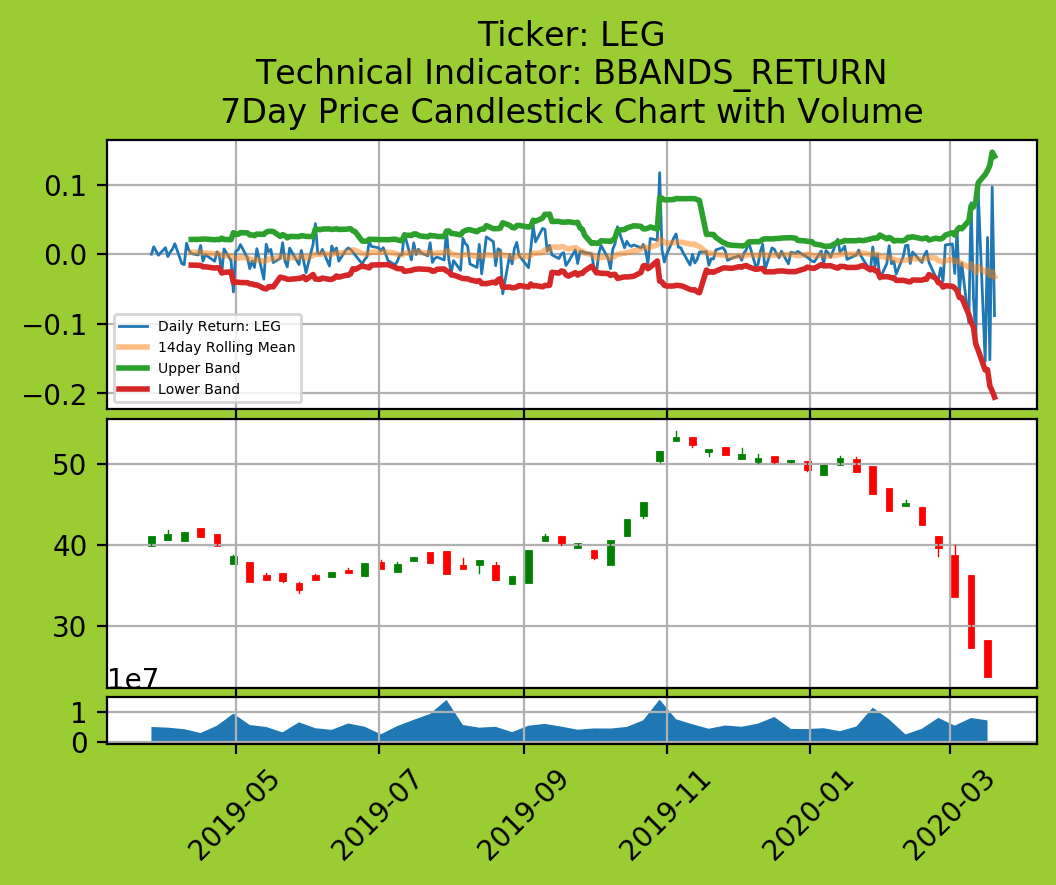 Ticker: LEG
Technical Indicator: BBANDS_RETURN
7Day Price Candlestick Chart with Volume
0.1
0.0
−0.1
−0.2
Daily Return: LEG
14day Rolling Mean
Upper Band
Lower Band
50
40
30
1e7
1
0
2019-05
2019-07
2019-09
2019-11
2020-01
2020-03